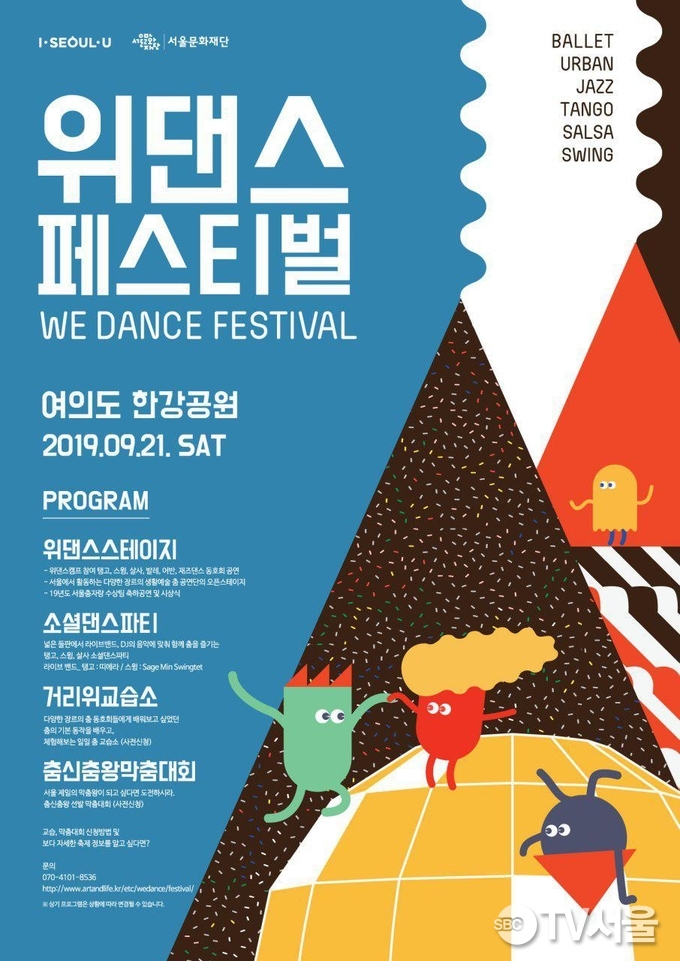 I·SEOUL·U
서울문화재단
BALLET
URBAN
JAZZ
TANGO
SALSA
SWING
위댄스
페스티벌
WE DANCE FESTIVAL
여의도 한강공원
2019.09.21. SAT
PROGRAM
위댄스스테이지
- 위댄스캠프 참여 탱고, 스윙, 살사, 발레, 어반, 재즈댄스 동호회 공연
- 서울에서 활동하는 다양한 장르의 생활예술 춤 공연단의 오픈스테이지
- 19년도 서울춤자랑 수상팀 축하공연 및 시상식
소셜댄스파티
넓은 돌판에서 라이브밴드, DJ의 음악에 맞춰 함께 춤을 즐기는
탱고, 스윙, 살사 소셜댄스파티
라이브 밴드_ 탱고 : 띠에라 / 스윙 : Sage Min Swingtet
거리위교습소
다양한 장르의 춤 동호회들에게 배워보고 싶었던
춤의 기본 동작을 배우고,
체험해보는 일일 춤 교습소 (사전신청)
춤신춤왕막춤대회
서울 제일의 막춤왕이 되고 싶다면 도전하시라.
춤신춤왕 선발 막춤대회 (사전신청)
교습, 막춤대회 신청방법 및
보다 자세한 축제 정보를 알고 싶다면?
문의
070-4101-8536
http://www.artandlife.kr/etc/wedance/festival/
※ 상기 프로그램은 상황에 따라 변경될 수 있습니다.
SBC TV서울